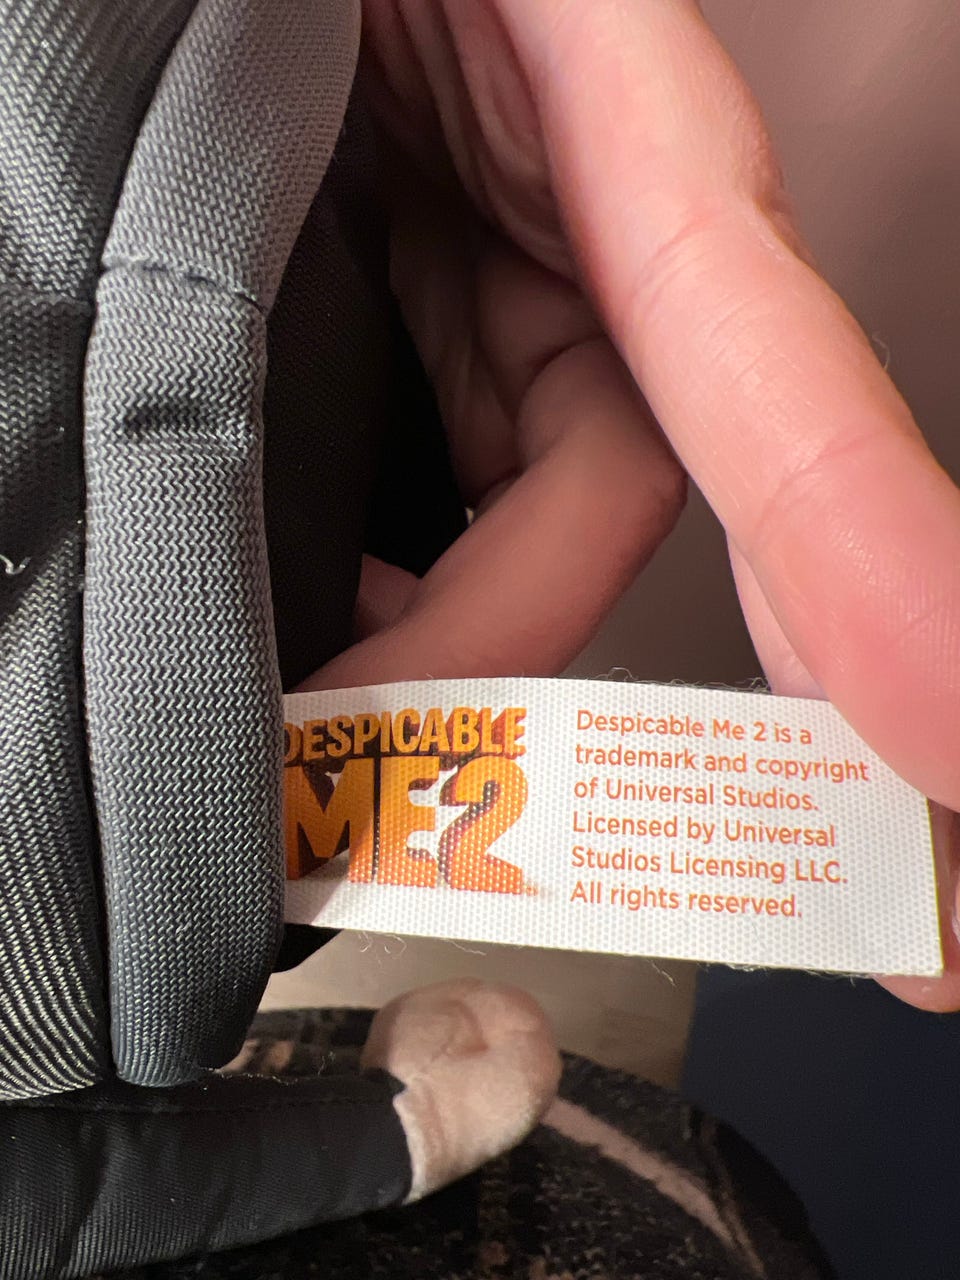 DESPICABLE
ME2
Despicable Me 2 is a
trademark and copyright
of Universal Studios.
Licensed by Universal
Studios Licensing LLC.
All rights reserved.